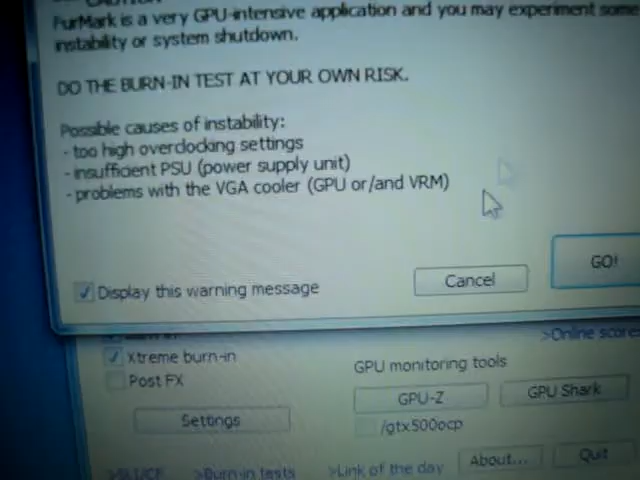 CAUTION
FurMark is a very GPU-intensive application and you may experiment some
instability or system shutdown.
DO THE BURN-IN TEST AT YOUR OWN RISK.
Possible causes of instability:
- too high overclocking settings
- insufficient PSU (power supply unit)
- problems with the VGA cooler (GPU or/and VRM)
Display this warning message
Cancel
GO!
>Online scores
Xtreme burn-in
GPU monitoring tools
Post FX
GPU-Z
GPU Shark
Settings
/gtx500ocp
>Burn-in tests
>Link of the day
About...
Quit